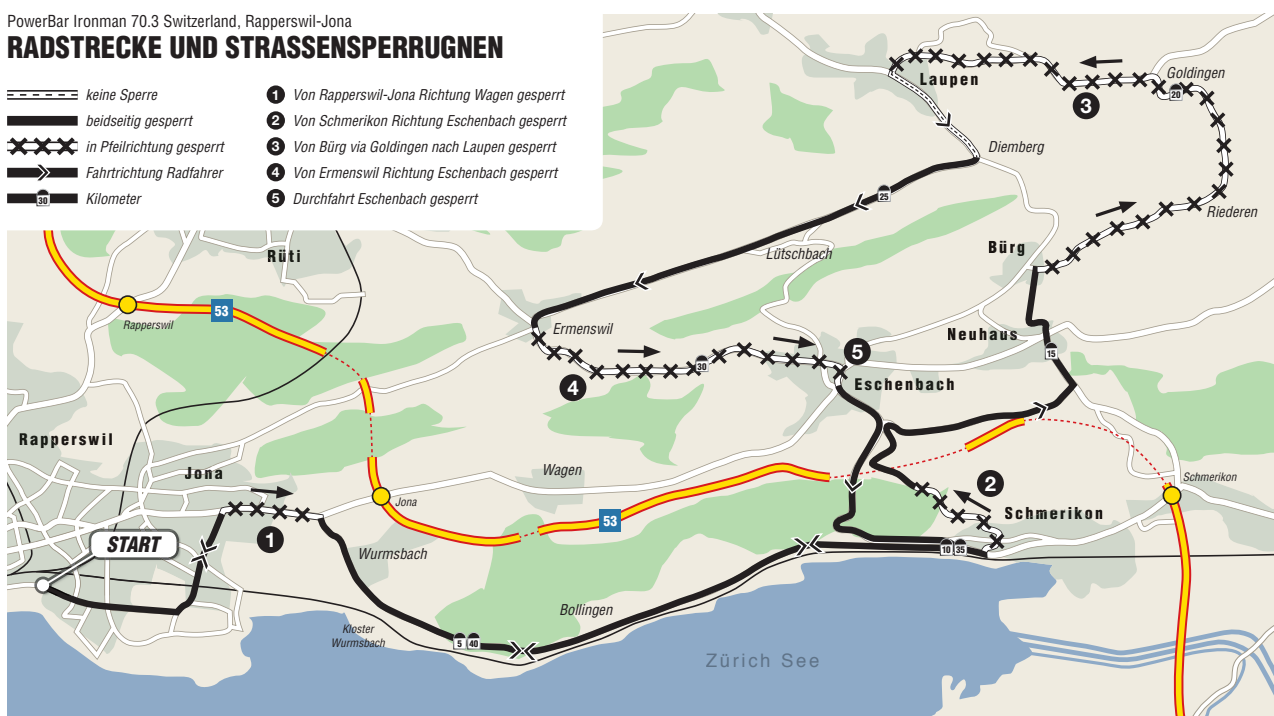 PowerBar Ironman 70.3 Switzerland, Rapperswil-Jona
RADSTRECKE UND STRASSENSPERRUGNEN
keine Sperre
beidseitig gesperrt
in Pfeilrichtung gesperrt
Fahrtrichtung Radfahrer
30 Kilometer
1 Von Rapperswil-Jona Richtung Wagen gesperrt
2 Von Schmerikon Richtung Eschenbach gesperrt
3 Von Bürg via Goldingen nach Laupen gesperrt
4 Von Ermenswil Richtung Eschenbach gesperrt
5 Durchfahrt Eschenbach gesperrt
Laupen
Goldingen
20
3
Diemberg
25
Riederen
Lütschbach
Bürg
Rüti
53
Rapperswil
Ermenswil
Neuhaus
15
5
30
4
Eschenbach
Rapperswil
Jona
Wagen
Schmerikon
2
Jona
53
Schmerikon
START
1
Wurmsbach
10 35
Bollingen
Kloster
Wurmsbach
5 40
Zürich See